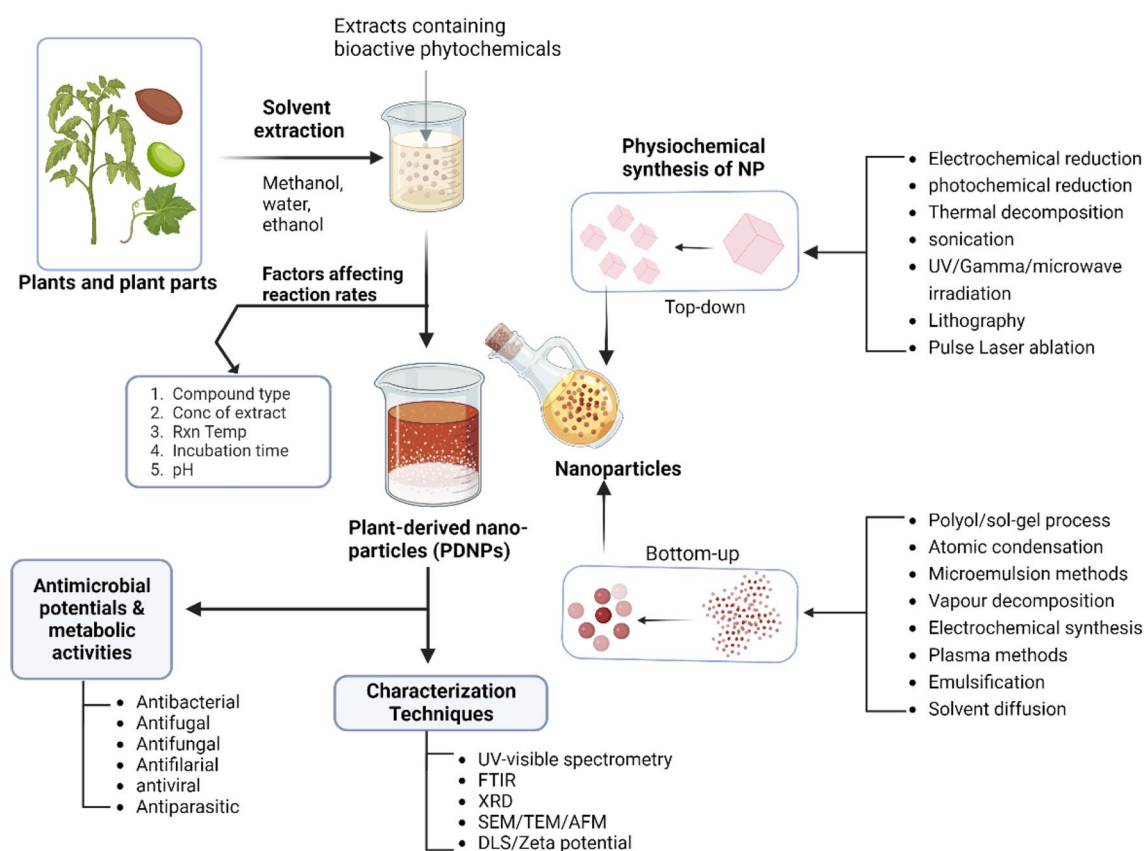 Extracts containing
bioactive phytochemicals
Solvent
extraction
Methanol,
water,
ethanol
Plants and plant parts
Factors affecting
reaction rates
1. Compound type
2. Conc of extract
3. Rxn Temp
4. Incubation time
5. pH
Plant-derived nano-
particles (PDNPs)
Antimicrobial
potentials &
metabolic
activities
• Antibacterial
• Antifugal
• Antifungal
• Antifilarial
• antiviral
• Antiparasitic
Characterization
Techniques
• UV-visible spectrometry
• FTIR
• XRD
• SEM/TEM/AFM
• DLS/Zeta potential
Physiochemical
synthesis of NP
Top-down
• Electrochemical reduction
• photochemical reduction
• Thermal decomposition
• sonication
• UV/Gamma/microwave
irradiation
• Lithography
• Pulse Laser ablation
Nanoparticles
Bottom-up
• Polyol/sol-gel process
• Atomic condensation
• Microemulsion methods
• Vapour decomposition
• Electrochemical synthesis
• Plasma methods
• Emulsification
• Solvent diffusion